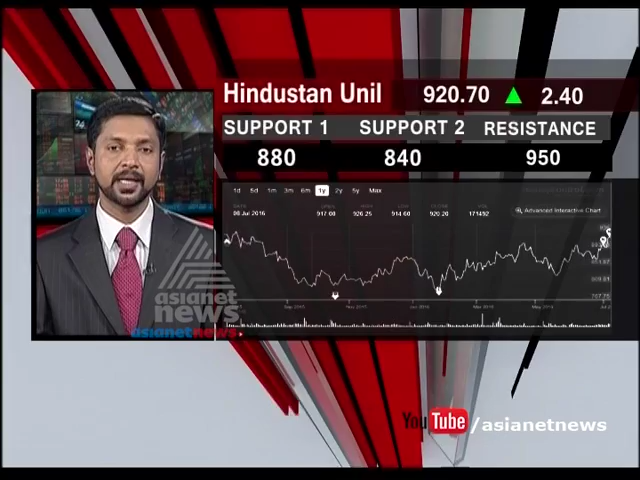 Hindustan Unil 920.70 ▲ 2.40
SUPPORT 1 SUPPORT 2 RESISTANCE
880 840 950
1d 5d 1m 3m 6m 1y 2y 5y Max
08 Jul 2016 917.00 926.25 914.60 920.20 171492
Advanced Interactive Chart
asianet
news
asianetnews.
YouTube /asianetnews